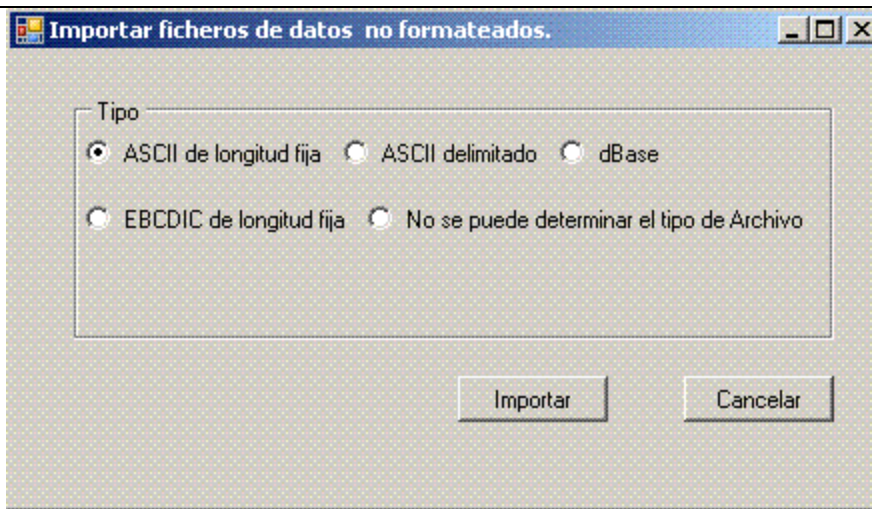 Importar ficheros de datos no formateados.
Tipo
ASCII de longitud fija ASCII delimitado dBase
EBCDIC de longitud fija No se puede determinar el tipo de Archivo
Importar Cancelar